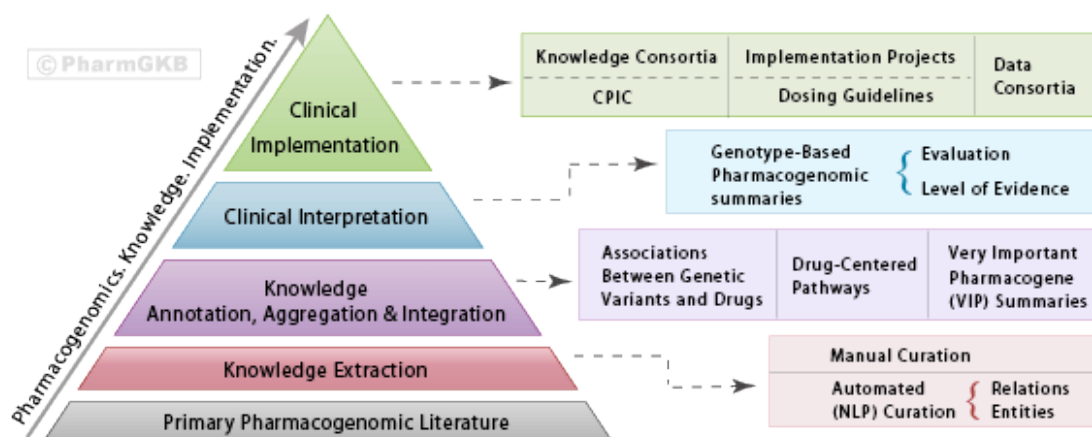 © PharmGKB
Pharmacogenomics. Knowledge. Implementation.
Clinical
Implementation
Clinical Interpretation
Knowledge
Annotation, Aggregation & Integration
Knowledge Extraction
Primary Pharmacogenomic Literature
Knowledge Consortia
CPIC
Implementation Projects
Dosing Guidelines
Data
Consortia
Genotype-Based
Pharmacogenomic
summaries
Evaluation
Level of Evidence
Associations
Between Genetic
Variants and Drugs
Drug-Centered
Pathways
Very Important
Pharmacogene
(VIP) Summaries
Manual Curation
Automated
(NLP) Curation
Relations
Entities